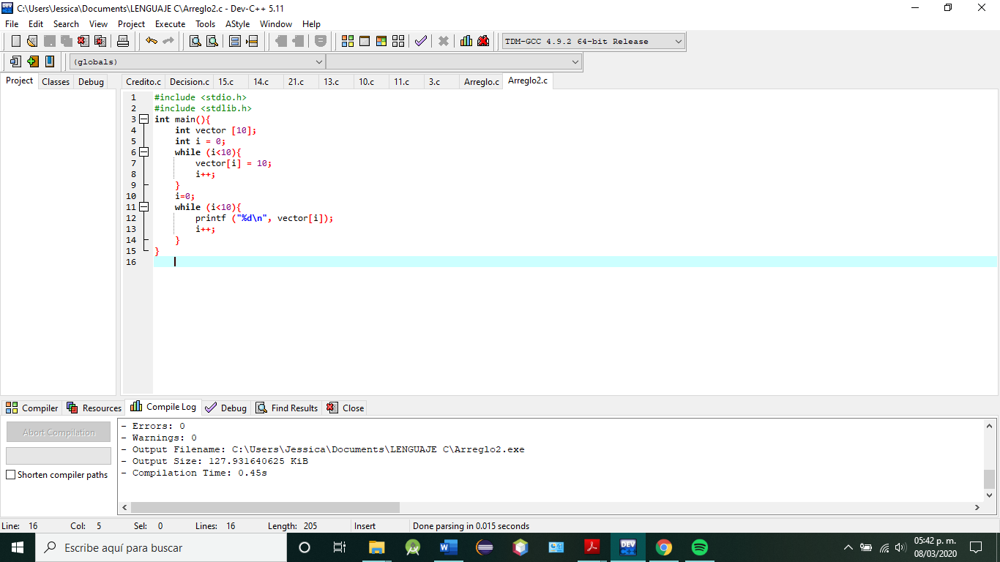 C:\Users\Jessica\Documents\LENGUAJE C\Arreglo2.c - Dev-C++ 5.11
File Edit Search View Project Execute Tools AStyle Window Help
TDM-GCC 4.9.2 64-bit Release
(globals)
Project Classes Debug Credito.c Decision.c 15.c 14.c 21.c 13.c 10.c 11.c 3.c Arreglo.c Arreglo2.c
1 #include <stdio.h>
2 #include <stdlib.h>
3 int main(){
4 int vector [10];
5 int i = 0;
6 while (i<10){
7 vector[i] = 10;
8 i++;
9 }
10 i=0;
11 while (i<10){
12 printf ("%d\n", vector[i]);
13 i++;
14 }
15 }
16
Compiler Resources Compile Log Debug Find Results Close
Abort Compilation
Shorten compiler paths
- Errors: 0
- Warnings: 0
- Output Filename: C:\Users\Jessica\Documents\LENGUAJE C\Arreglo2.exe
- Output Size: 127.931640625 KiB
- Compilation Time: 0.45s
Line: 16 Col: 5 Sel: 0 Lines: 16 Length: 205 Insert Done parsing in 0.015 seconds
Escribe aquí para buscar
DEV
05:42 p. m.
08/03/2020